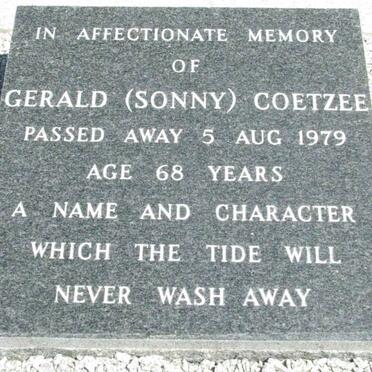 IN AFFECTIONATE MEMORY
OF
GERALD (SONNY) COETZEE
PASSED AWAY 5 AUG 1979
AGE 68 YEARS
A NAME AND CHARACTER
WHICH THE TIDE WILL
NEVER WASH AWAY